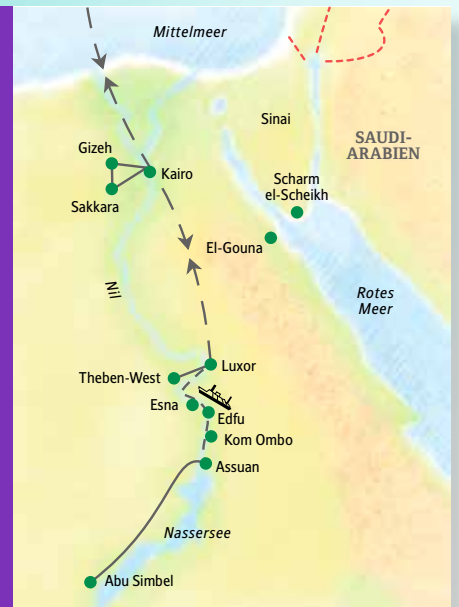 Mittelmeer
Sinai
SAUDI-
ARABIEN
Gizeh
Kairo
Sakkara
Scharm
el-Scheikh
El-Gouna
Nil
Rotes
Meer
Luxor
Theben-West
Esna
Edfu
Kom Ombo
Assuan
Nassersee
Abu Simbel